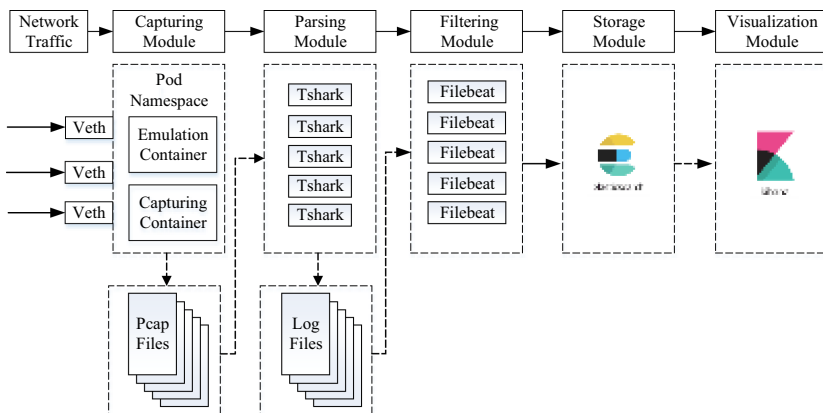 Network
Traffic
Capturing
Module
Parsing
Module
Filtering
Module
Storage
Module
Visualization
Module
Pod
Namespace
Emulation
Container
Capturing
Container
Veth
Veth
Veth
Tshark
Tshark
Tshark
Tshark
Tshark
Filebeat
Filebeat
Filebeat
Filebeat
Filebeat
Pcap
Files
Log
Files